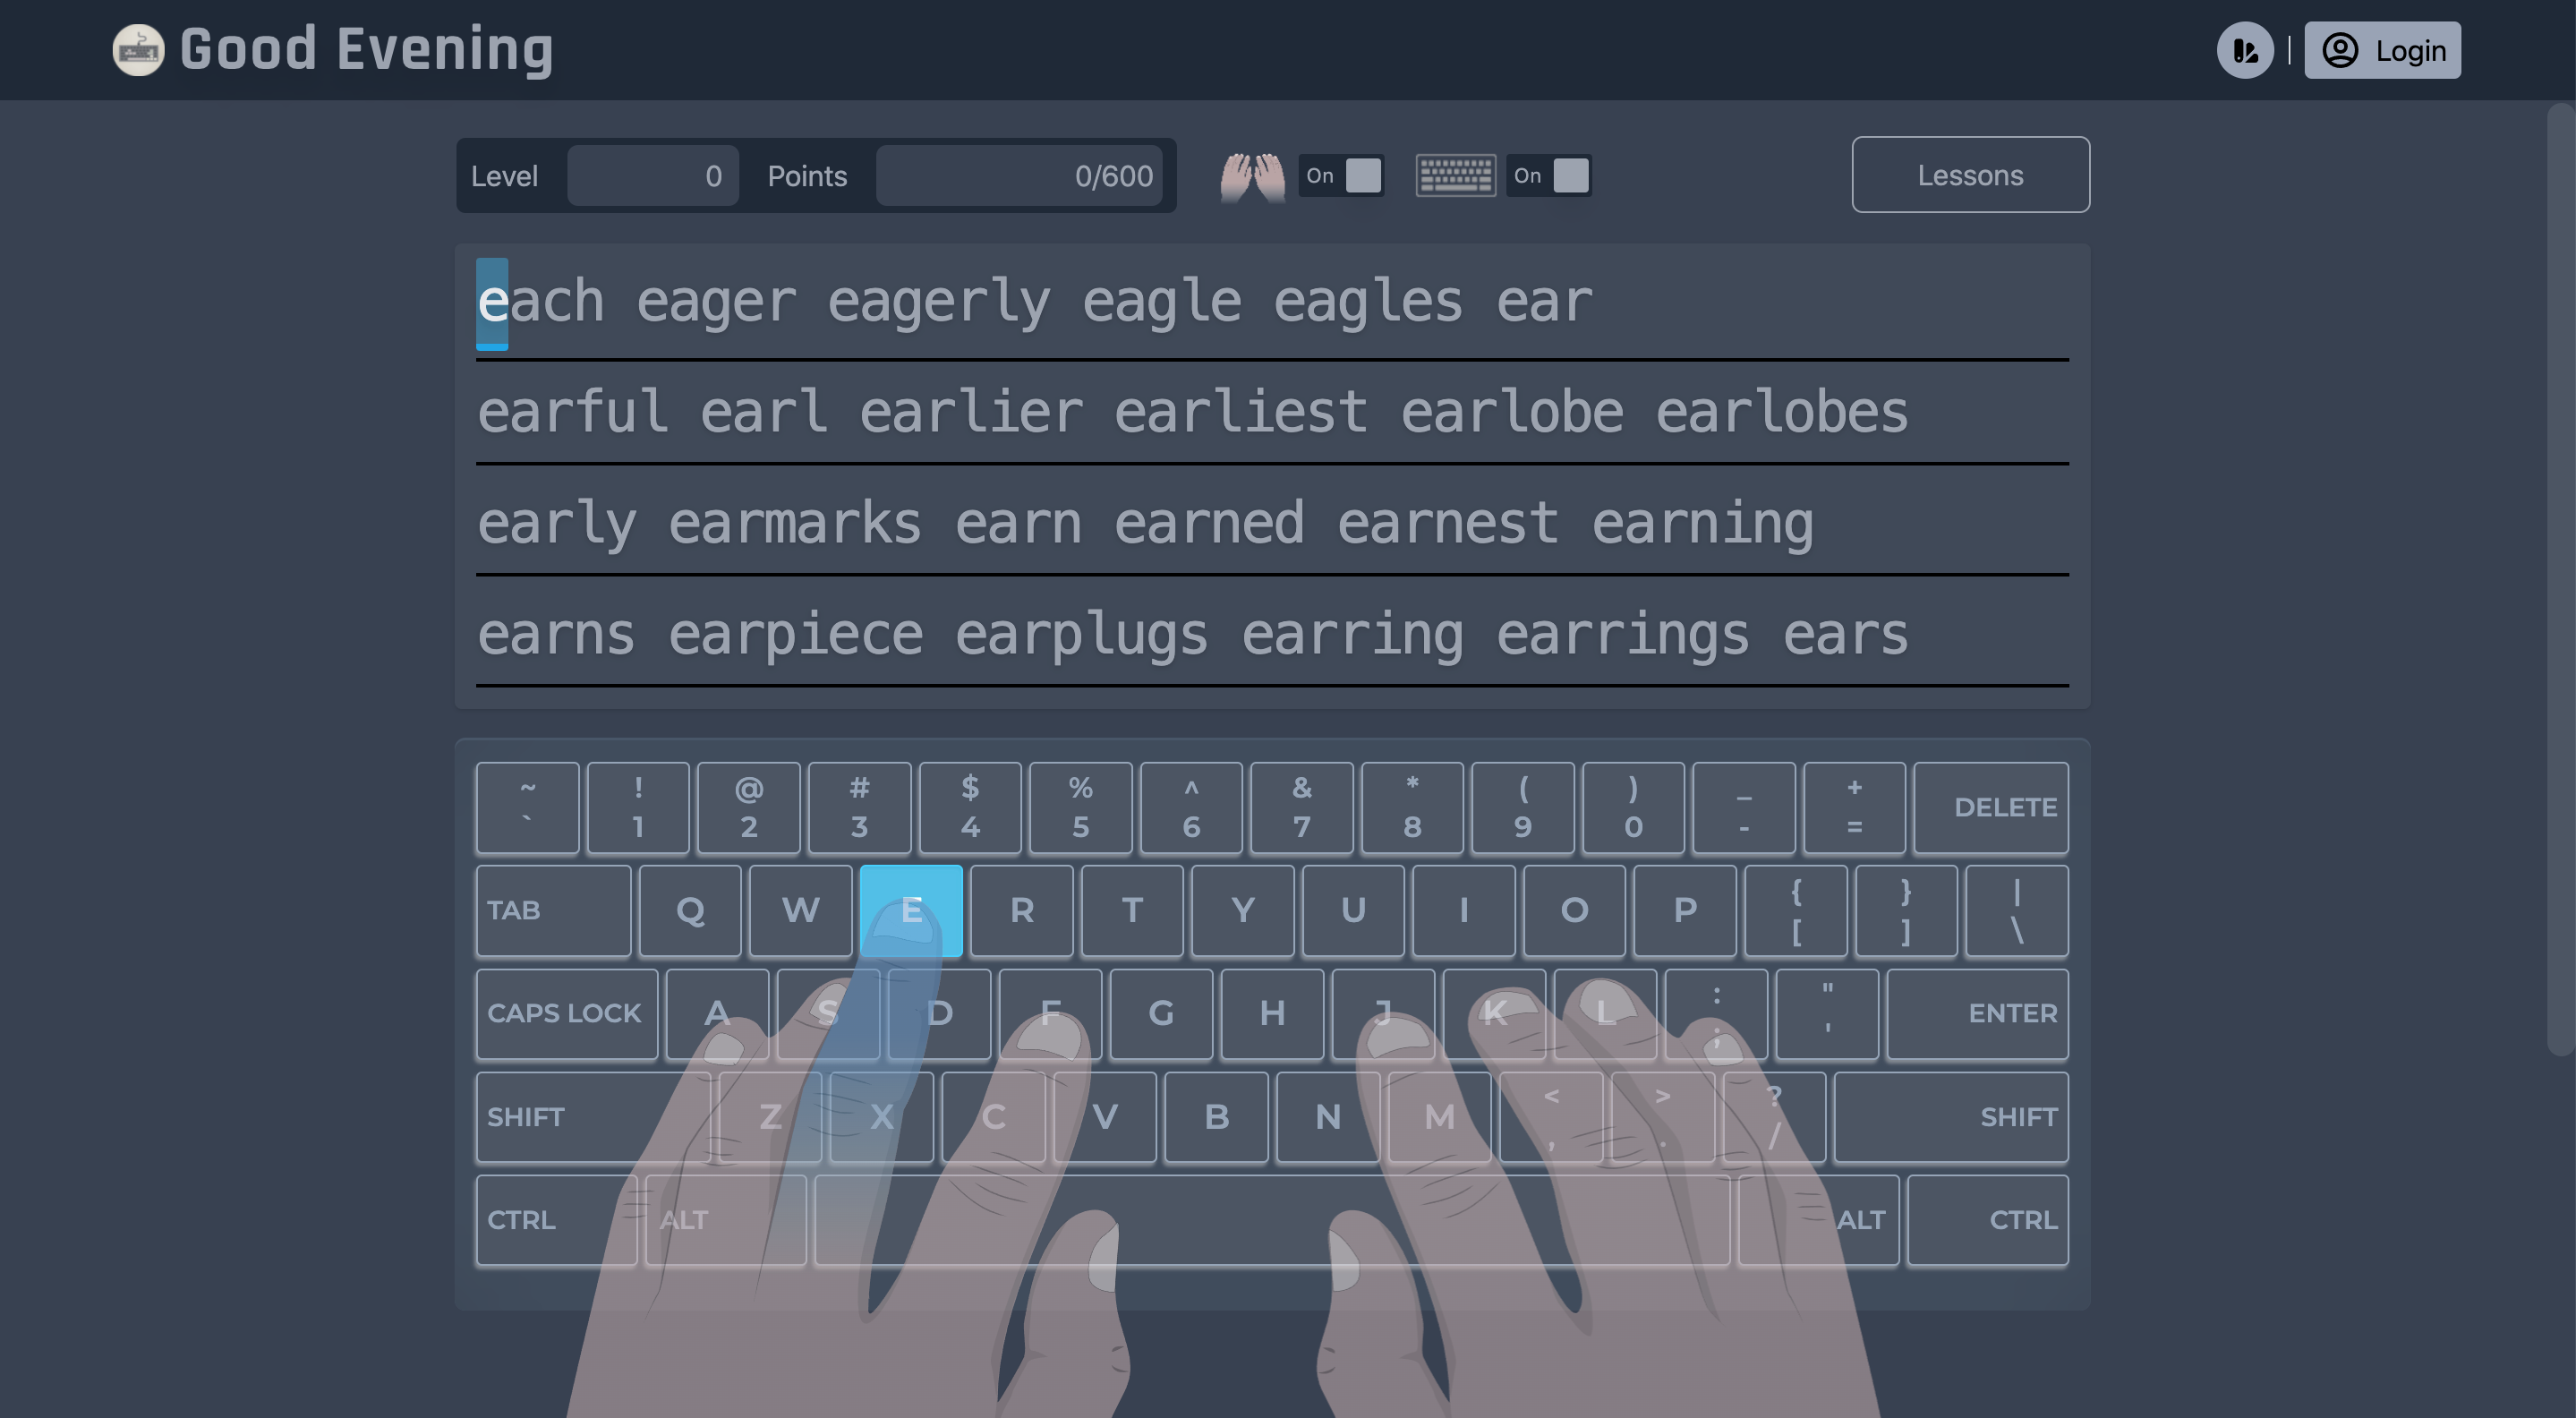 Good Evening
Login
Level 0 Points 0/600 On On Lessons
each eager eagerly eagle eagles ear
earful earl earlier earliest earlobe earlobes
early earmarks earn earned earnest earning
earns earpiece earplugs earring earrings ears
~ ! @ # $ % ^ & * ( ) _ +
` 1 2 3 4 5 6 7 8 9 0 - = DELETE
TAB Q W E R T Y U I O P { [ } ] | \
CAPS LOCK A S D F G H J K L : ; " ' ENTER
SHIFT Z X C V B N M < , > . ? / SHIFT
CTRL ALT ALT CTRL